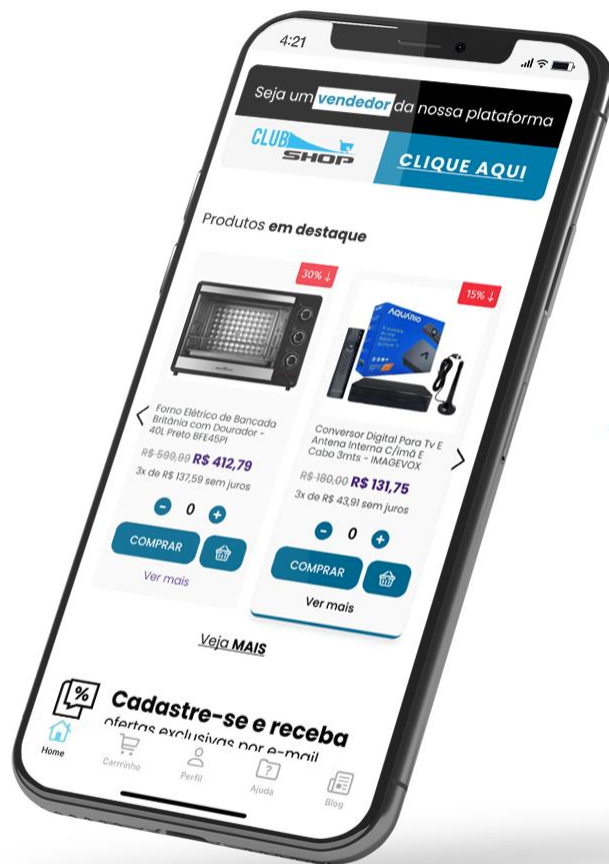 4:21
Seja um vendedor da nossa plataforma
CLUB
SHOP
CLIQUE AQUI
Produtos em destaque
30% ↓
15% ↓
AQUÁRIO
Forno Elétrico de Bancada
Britânia com Dourador -
40L Preto BFE45PI
R$ 599,99 R$ 412,79
3x de R$ 137,59 sem juros
- 0 +
COMPRAR
Ver mais
Conversor Digital Para Tv E
Antena Interna C/imã E
Cabo 3mts - IMAGEVOX
R$ 180,00 R$ 131,75
3x de R$ 43,91 sem juros
- 0 +
COMPRAR
Ver mais
Veja MAIS
%
Cadastre-se e receba
ofertas exclusivas por e-mail
Home
Carrrinho
Perfil
?
Ajuda
Blog